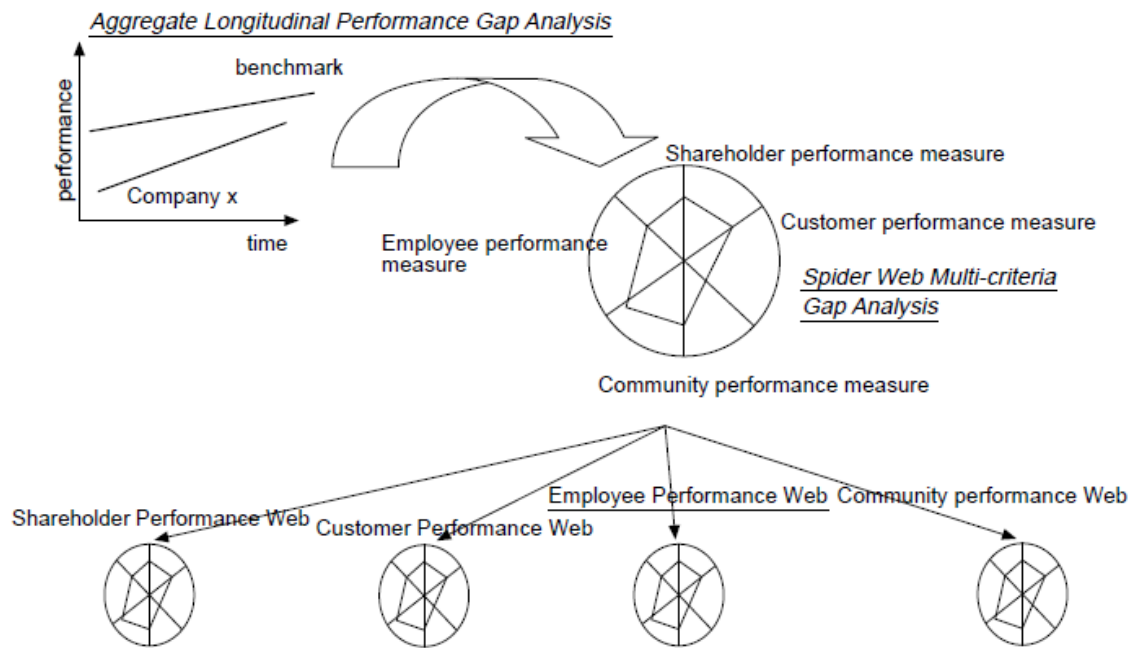 Aggregate Longitudinal Performance Gap Analysis
benchmark
performance
Company x
time
Shareholder performance measure
Customer performance measure
Employee performance
measure
Spider Web Multi-criteria
Gap Analysis
Community performance measure
Shareholder Performance Web
Customer Performance Web
Employee Performance Web
Community performance Web